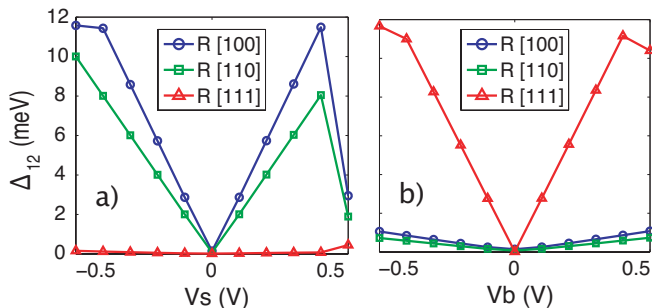 12
10
8
6
4
2
0
Δ12 (meV)
R [100]
R [110]
R [111]
a)
−0.5
0
0.5
Vs (V)
R [100]
R [110]
R [111]
b)
−0.5
0
0.5
Vb (V)